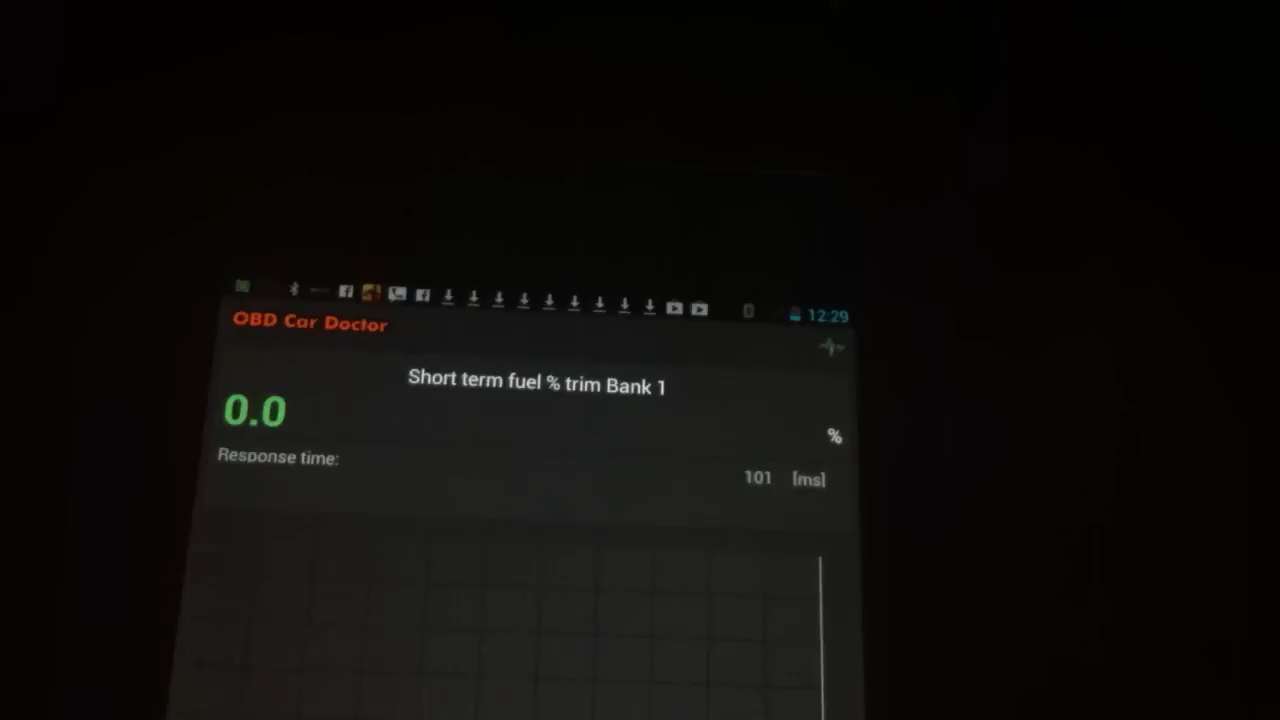 12:29
OBD Car Doctor
Short term fuel % trim Bank 1
0.0
%
Response time:
101 [ms]